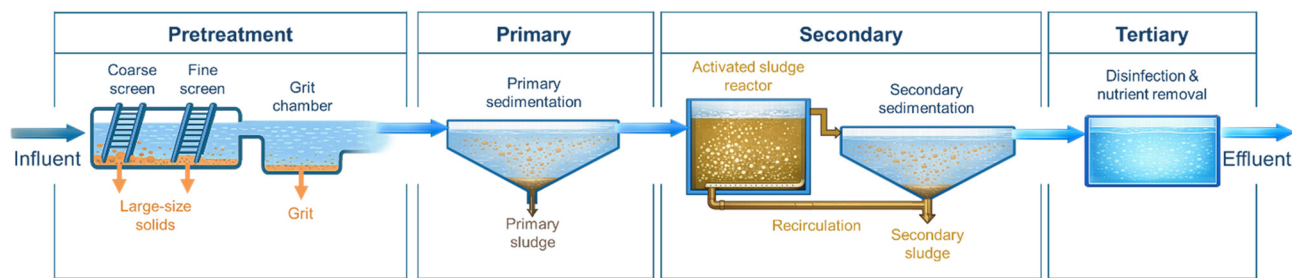 Pretreatment
Primary
Secondary
Tertiary
Coarse
screen
Fine
screen
Grit
chamber
Influent
Large-size
solids
Grit
Primary
sedimentation
Primary
sludge
Activated sludge
reactor
Secondary
sedimentation
Recirculation
Secondary
sludge
Disinfection &
nutrient removal
Effluent